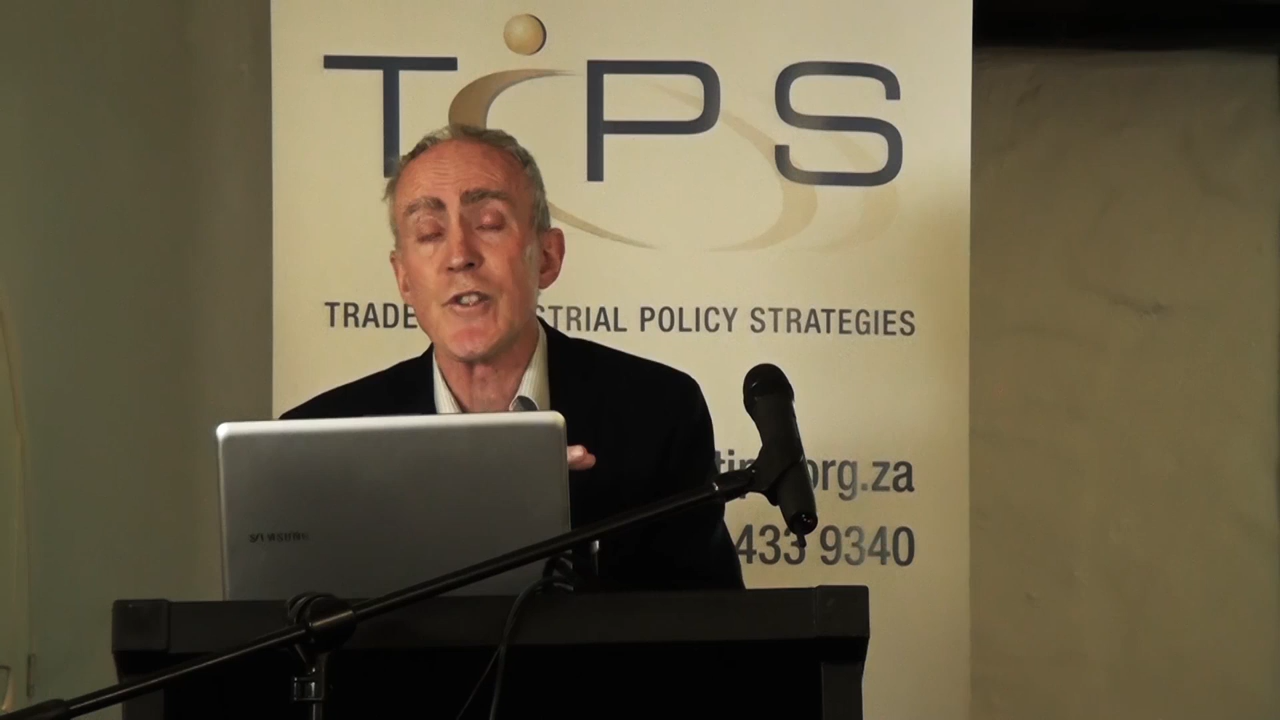 TiPS
TRADE STRIAL POLICY STRATEGIES
org.za
433 9340
SAMSUNG